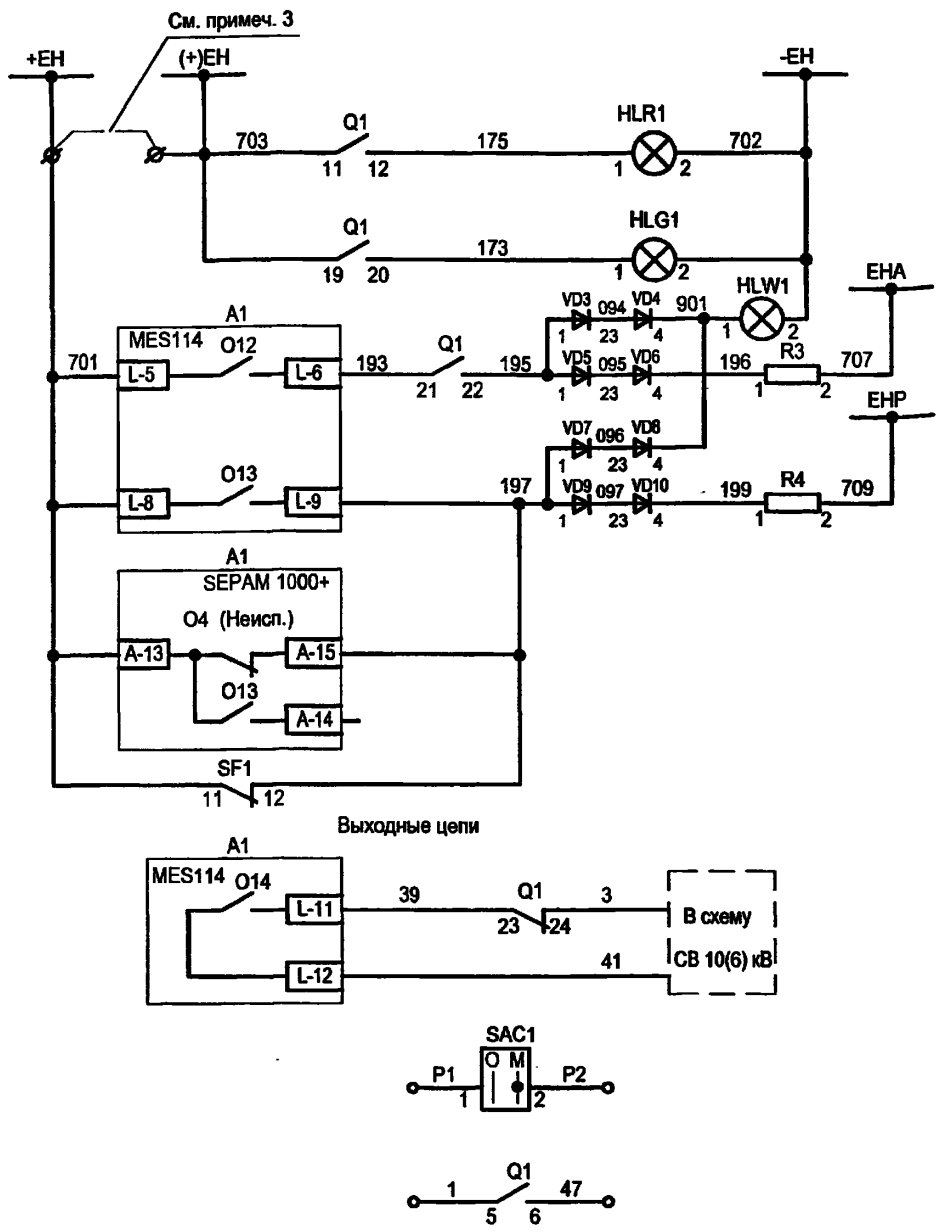 См. примеч. 3
+EH (+)EH -EH
Q1 HLR1
703 175 702
11 12 1 2
Q1 HLG1
173
19 20 1 2
EHA
HLW1
VD3 094 VD4 901
1 23 4 1 2
A1
MES114
O12 Q1 VD5 095 VD6 R3
701 L-5 L-6 193 195 196 707
21 22 1 23 4 1 2
EHP
VD7 096 VD8
1 23 4
O13 197 VD9 097 VD10 199 R4 709
L-8 L-9
1 23 4 1 2
A1
SEPAM 1000+
O4 (Неисп.)
A-13 A-15
O13
A-14
SF1
11 12
Выходные цепи
A1
MES114
O14 Q1
L-11 39 3
23 24
В схему
L-12 41
СВ 10(6) кВ
SAC1
O M
P1 P2
1 2
Q1
1 47
5 6